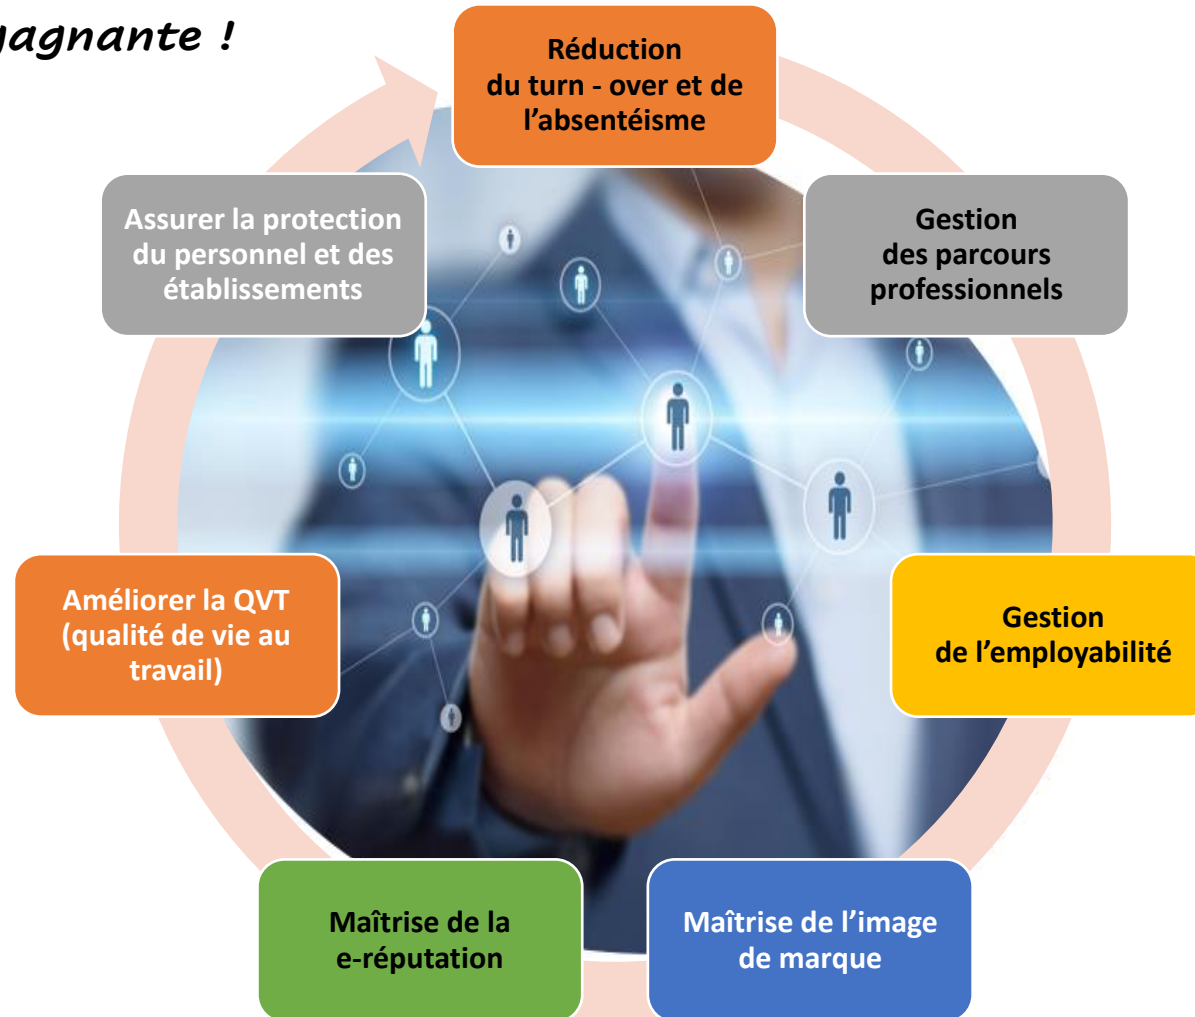 gagnante !
Réduction
du turn - over et de
l’absentéisme
Gestion
des parcours
professionnels
Gestion
de l’employabilité
Maîtrise de l’image
de marque
Maîtrise de la
e-réputation
Améliorer la QVT
(qualité de vie au
travail)
Assurer la protection
du personnel et des
établissements